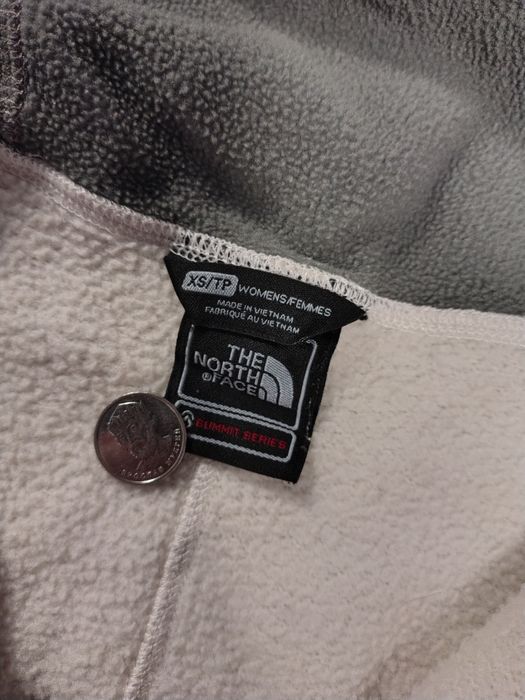 XS/TP WOMENS/FEMMES
MADE IN VIETNAM
FABRIQUÉ AU VIETNAM
THE
NORTH
®FACE
SUMMIT SERIES